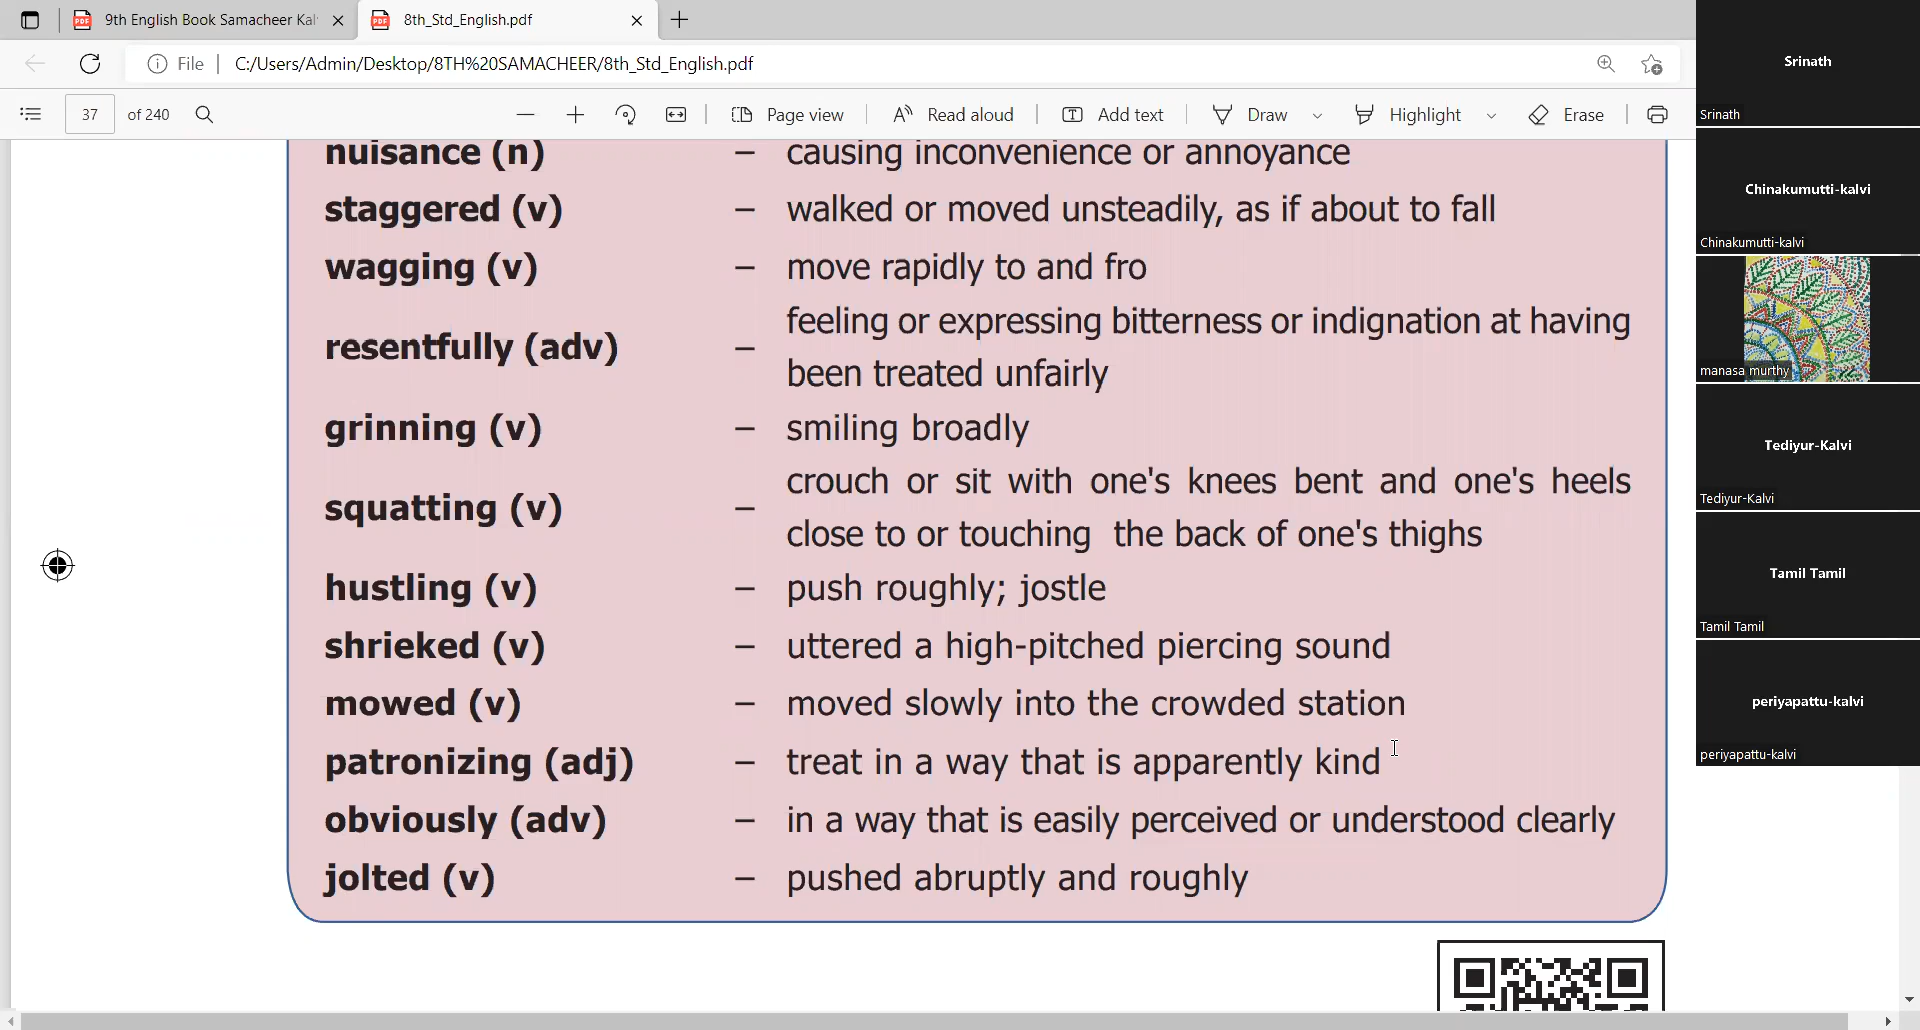 9th English Book Samacheer Kal
8th_Std_English.pdf
File
C:/Users/Admin/Desktop/8TH%20SAMACHEER/8th_Std_English.pdf
37 of 240
Page view
Read aloud
Add text
Draw
Highlight
Erase
nuisance (n) – causing inconvenience or annoyance
staggered (v) – walked or moved unsteadily, as if about to fall
wagging (v) – move rapidly to and fro
resentfully (adv) – feeling or expressing bitterness or indignation at having
been treated unfairly
grinning (v) – smiling broadly
squatting (v) – crouch or sit with one's knees bent and one's heels
close to or touching the back of one's thighs
hustling (v) – push roughly; jostle
shrieked (v) – uttered a high-pitched piercing sound
mowed (v) – moved slowly into the crowded station
patronizing (adj) – treat in a way that is apparently kind
obviously (adv) – in a way that is easily perceived or understood clearly
jolted (v) – pushed abruptly and roughly
Srinath
Srinath
Chinakumutti-kalvi
Chinakumutti-kalvi
manasa murthy
Tediyur-Kalvi
Tediyur-Kalvi
Tamil Tamil
Tamil Tamil
periyapattu-kalvi
periyapattu-kalvi